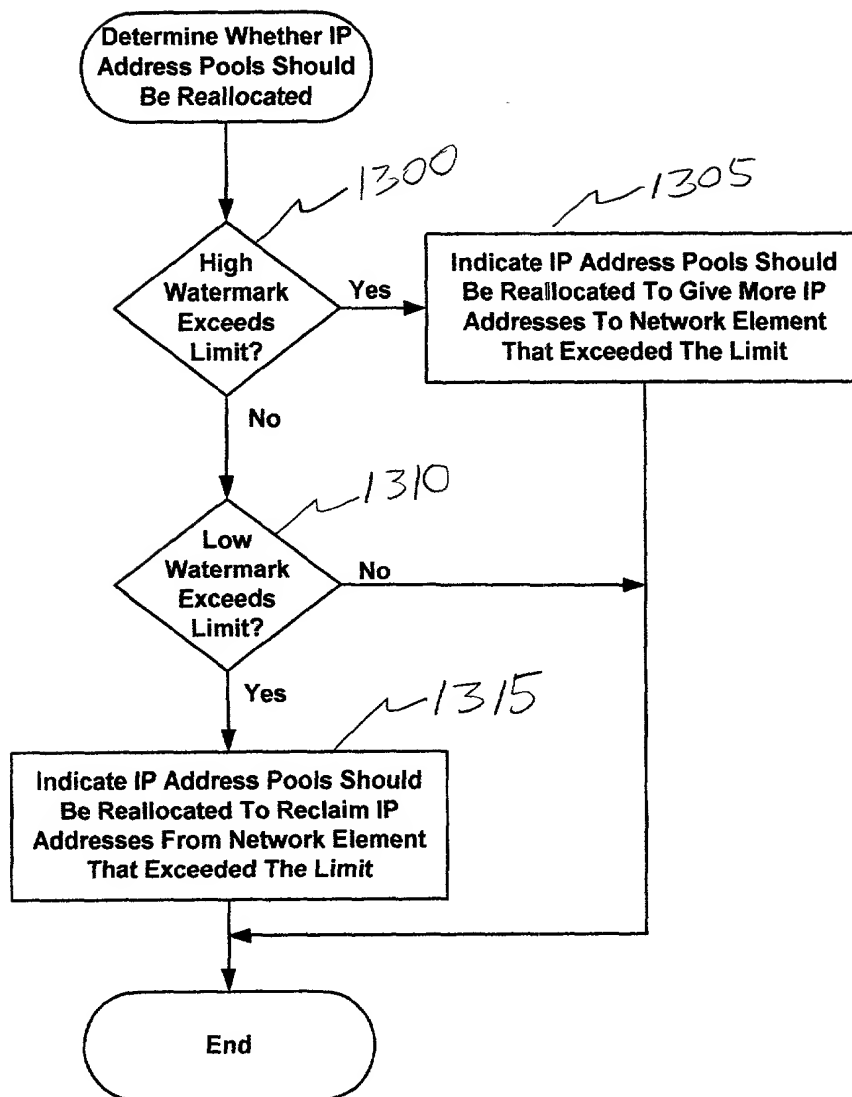 Determine Whether IP
Address Pools Should
Be Reallocated
1300
1305
High
Watermark
Exceeds
Limit?
Yes
Indicate IP Address Pools Should
Be Reallocated To Give More IP
Addresses To Network Element
That Exceeded The Limit
No
1310
Low
Watermark
Exceeds
Limit?
No
Yes
1315
Indicate IP Address Pools Should
Be Reallocated To Reclaim IP
Addresses From Network Element
That Exceeded The Limit
End